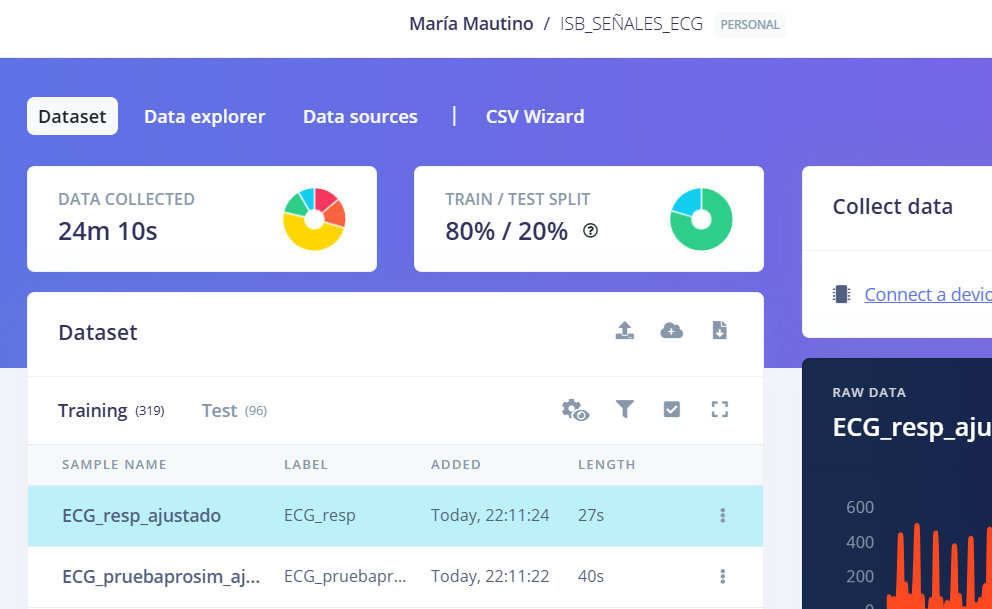 María Mautino / ISB_SEÑALES_ECG PERSONAL
Dataset Data explorer Data sources | CSV Wizard
DATA COLLECTED
24m 10s
TRAIN / TEST SPLIT
80% / 20%
Collect data
Connect a devic
Dataset
Training (319) Test (96)
SAMPLE NAME LABEL ADDED LENGTH
ECG_resp_ajustado ECG_resp Today, 22:11:24 27s
ECG_pruebaprosim_aj... ECG_pruebapr... Today, 22:11:22 40s
RAW DATA
ECG_resp_aju
600
400
200
0